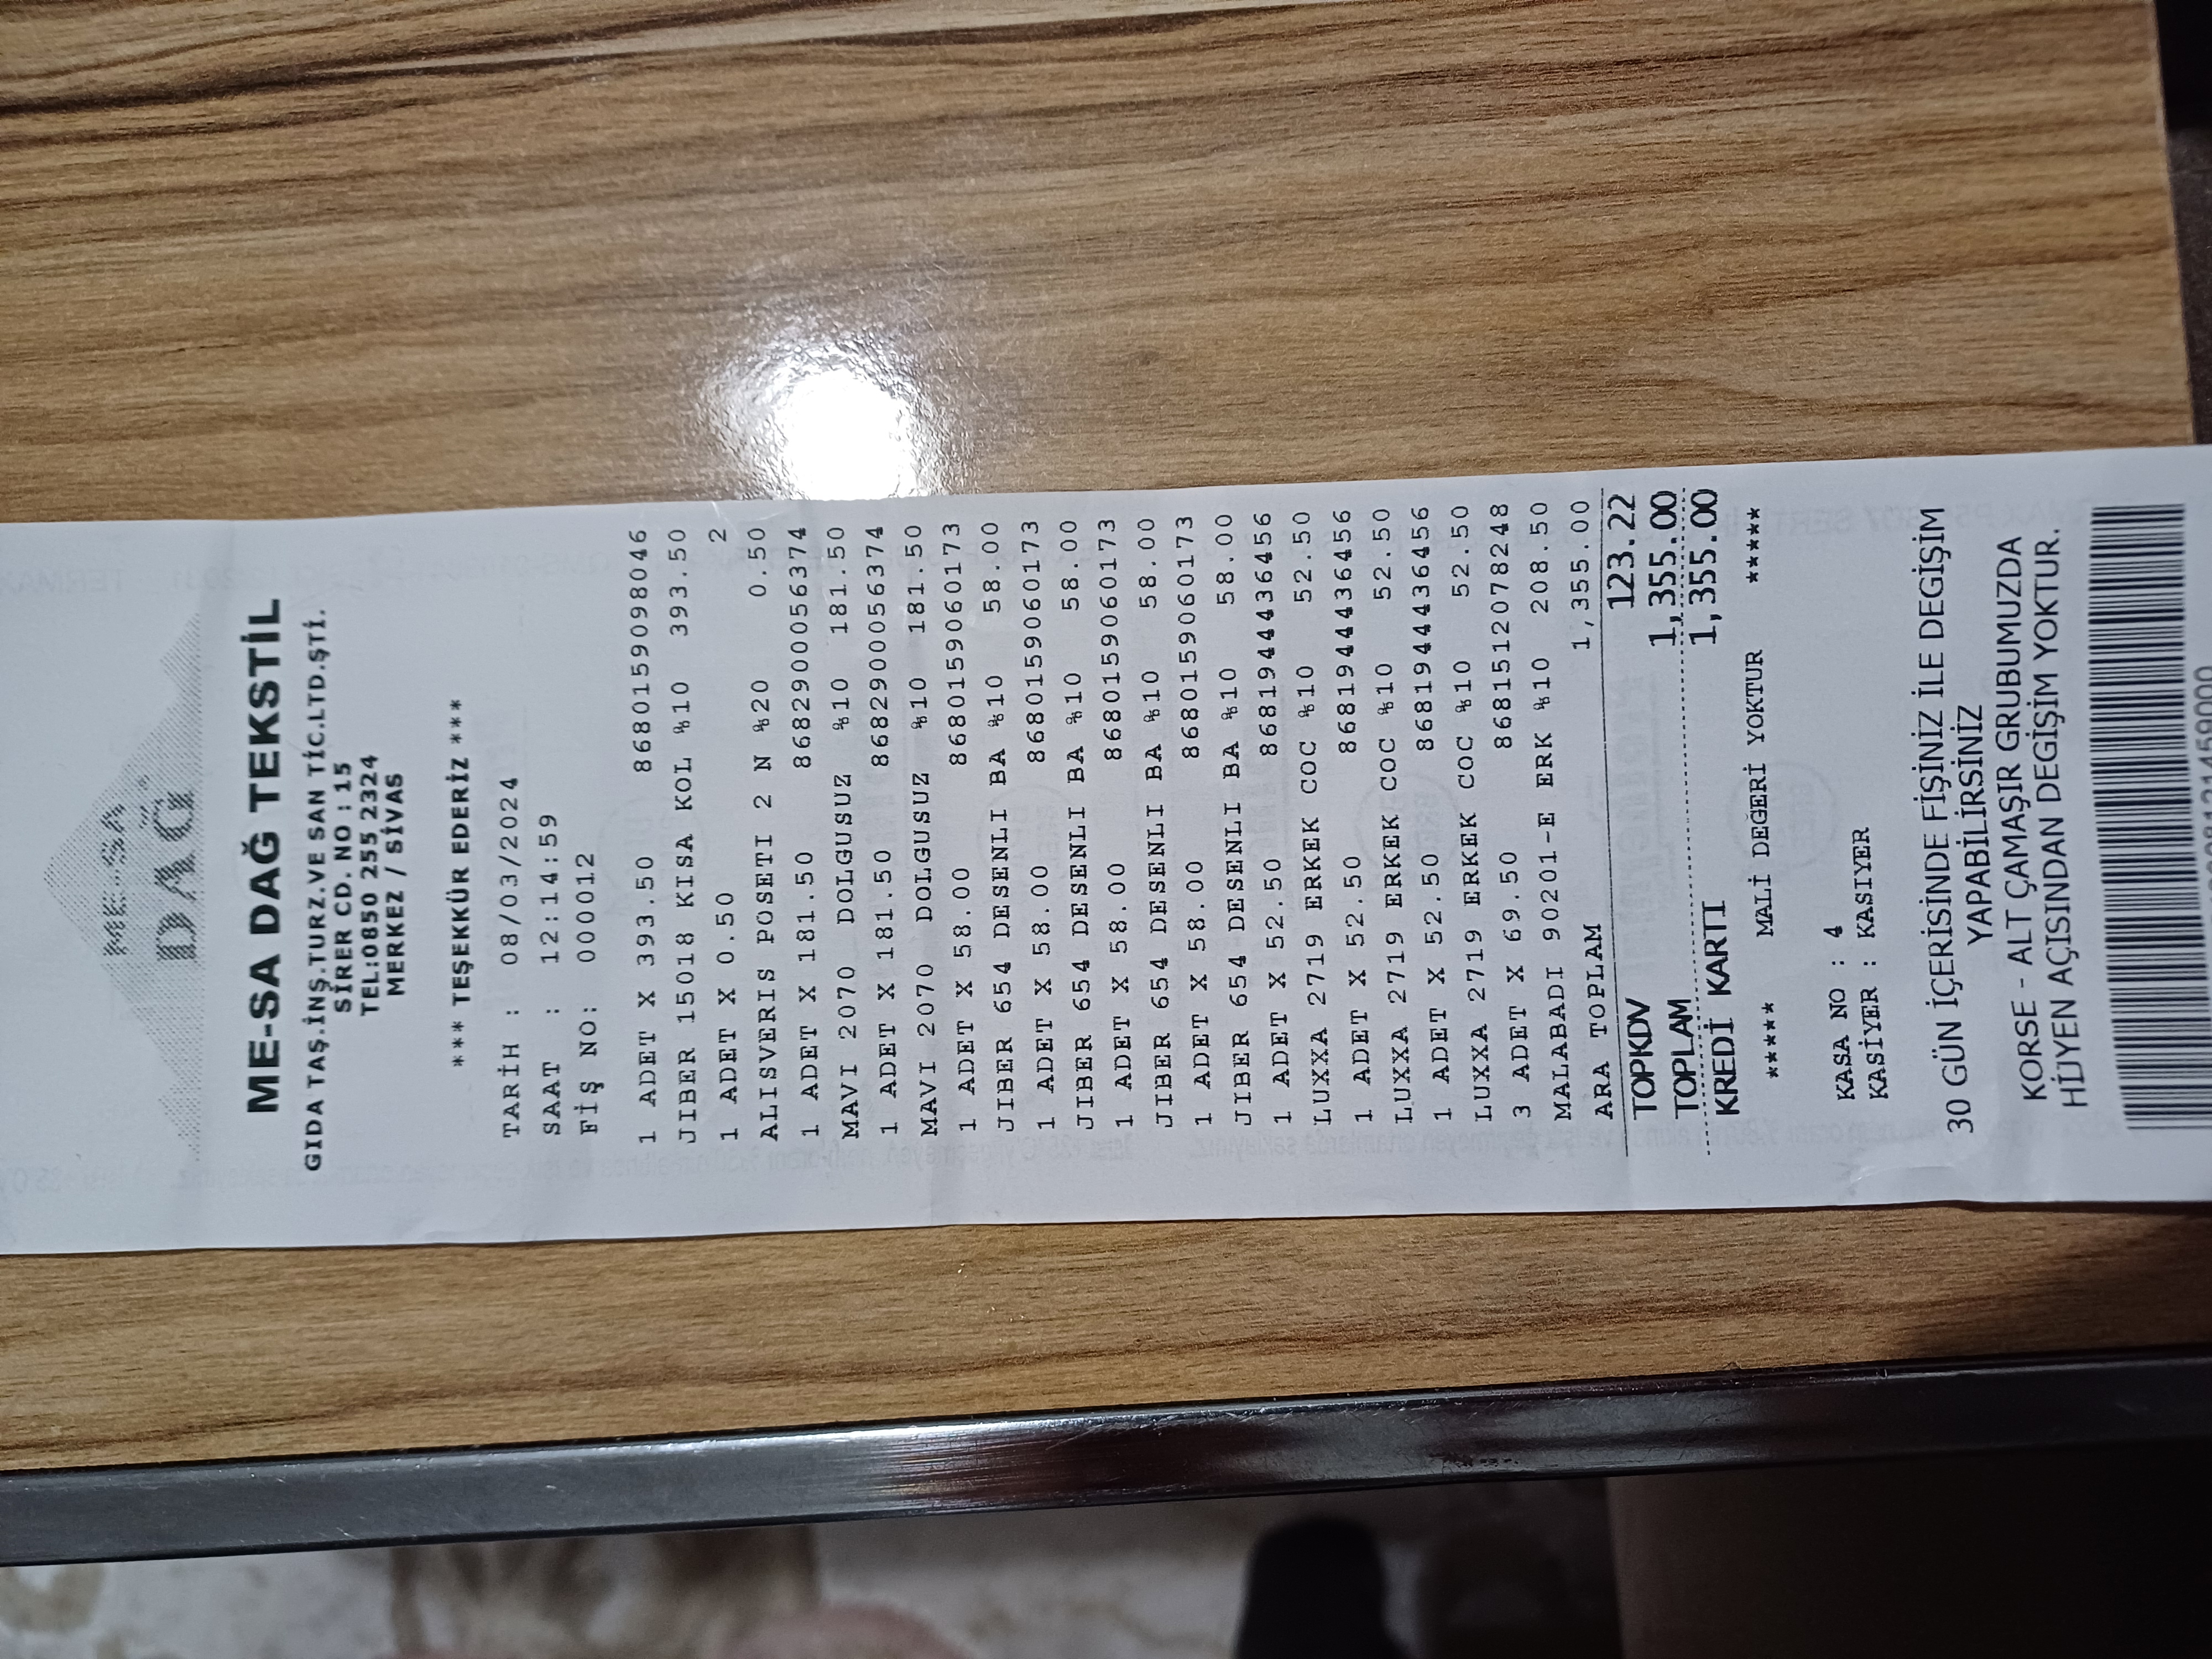 ME-SA
DAĞ
ME-SA DAĞ TEKSTİL
GIDA TAŞ.İNŞ.TURZ.VE SAN TİC.LTD.ŞTİ.
SİRER CD. NO : 15
TEL:0850 255 2324
MERKEZ / SİVAS
*** TEŞEKKÜR EDERİZ ***
TARİH : 08/03/2024
SAAT : 12:14:59
FİŞ NO: 000012
1 ADET X 393.50 8680159098046
JIBER 15018 KISA KOL %10 393.50
1 ADET X 0.50 2
ALISVERIS POSETI 2 N %20 0.50
1 ADET X 181.50 8682900056374
MAVI 2070 DOLGUSUZ %10 181.50
1 ADET X 181.50 8682900056374
MAVI 2070 DOLGUSUZ %10 181.50
1 ADET X 58.00 8680159060173
JIBER 654 DESENLI BA %10 58.00
1 ADET X 58.00 8680159060173
JIBER 654 DESENLI BA %10 58.00
1 ADET X 58.00 8680159060173
JIBER 654 DESENLI BA %10 58.00
1 ADET X 58.00 8680159060173
JIBER 654 DESENLI BA %10 58.00
1 ADET X 52.50 8681944436456
LUXXA 2719 ERKEK COC %10 52.50
1 ADET X 52.50 8681944436456
LUXXA 2719 ERKEK COC %10 52.50
1 ADET X 52.50 8681944436456
LUXXA 2719 ERKEK COC %10 52.50
3 ADET X 69.50 8681512078248
MALABADI 90201-E ERK %10 208.50
ARA TOPLAM 1,355.00
TOPKDV 123.22
TOPLAM 1,355.00
KREDİ KARTI 1,355.00
***** MALİ DEĞERİ YOKTUR *****
KASA NO : 4
KASİYER : KASIYER
30 GÜN İÇERİSİNDE FİŞİNİZ İLE DEGİŞİM
YAPABİLİRSİNİZ
KORSE - ALT ÇAMAŞIR GRUBUMUZDA
HİJYEN AÇISINDAN DEGİŞİM YOKTUR.